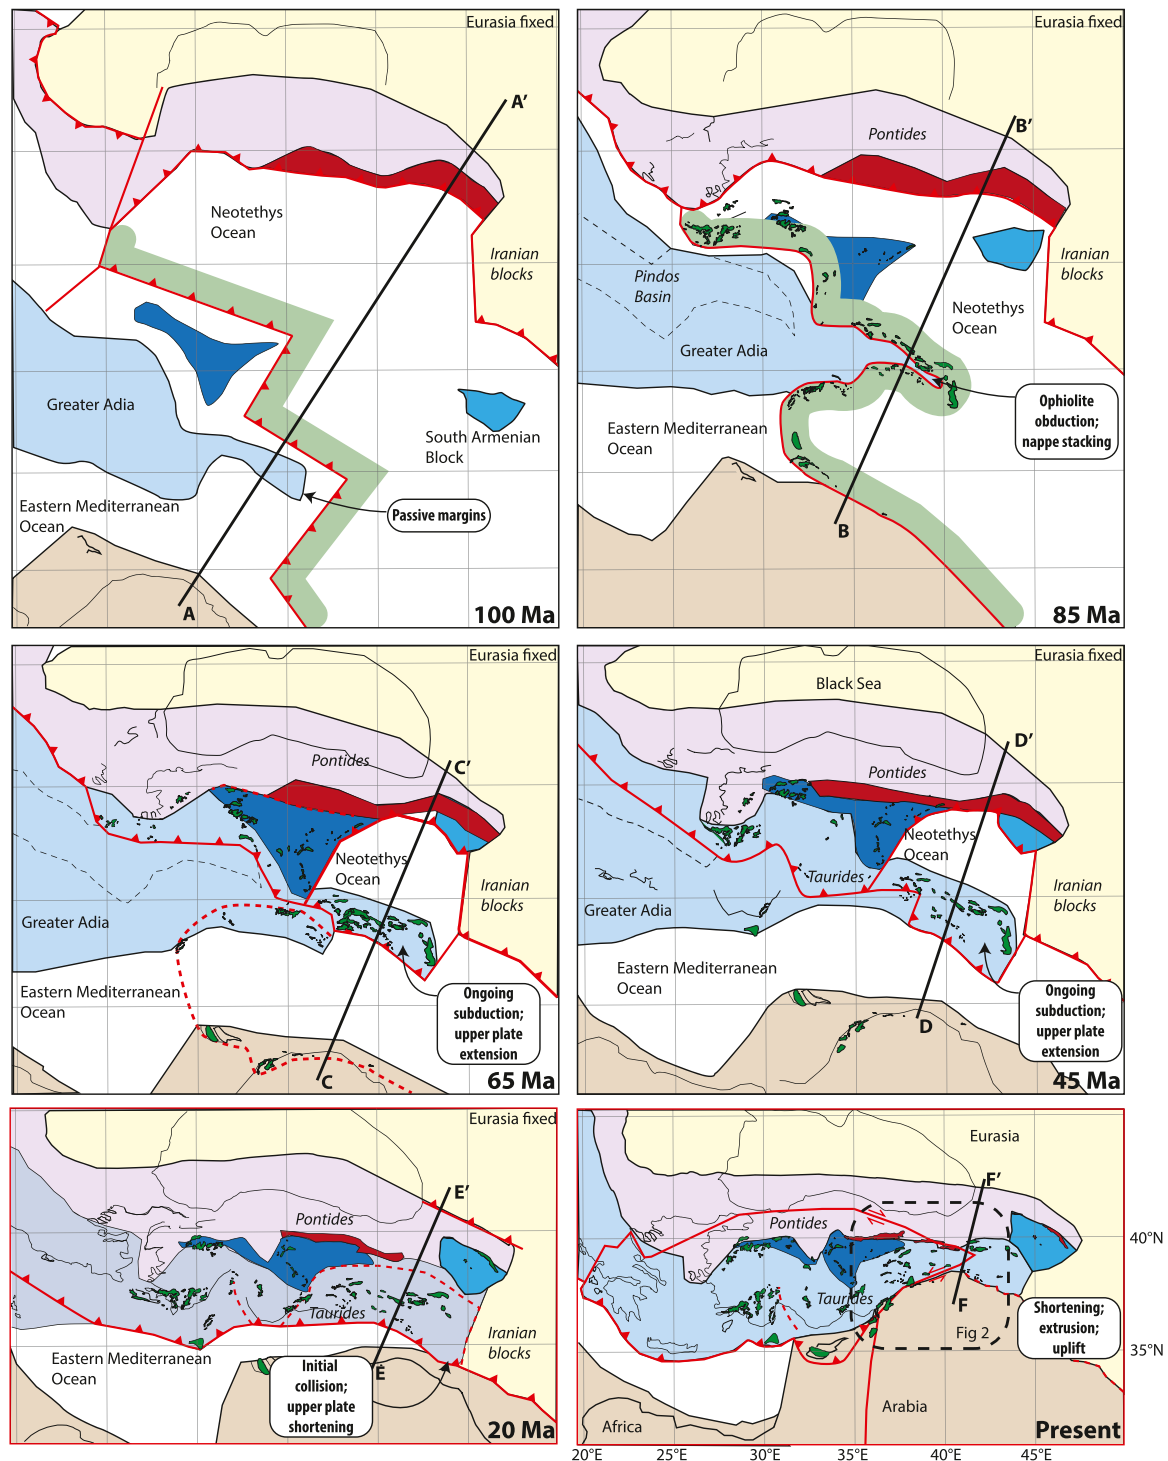 Eurasia fixed
A'
Neotethys
Ocean
Iranian
blocks
Greater Adia
South Armenian
Block
Eastern Mediterranean
Ocean
Passive margins
A
100 Ma
Eurasia fixed
B'
Pontides
Pindos
Basin
Iranian
blocks
Neotethys
Ocean
Greater Adia
Ophiolite
obduction;
nappe stacking
Eastern Mediterranean
Ocean
B
85 Ma
Eurasia fixed
Pontides
C'
Neotethys
Ocean
Iranian
blocks
Greater Adia
Eastern Mediterranean
Ocean
Ongoing
subduction;
upper plate
extension
C
65 Ma
Eurasia fixed
Black Sea
D'
Pontides
Neotethys
Ocean
Taurides
Iranian
blocks
Greater Adia
Eastern Mediterranean
Ocean
Ongoing
subduction;
upper plate
extension
D
45 Ma
Eurasia fixed
E'
Pontides
Taurides
Iranian
blocks
Eastern Mediterranean
Ocean
Initial
collision;
upper plate
shortening
E
20 Ma
Eurasia
F'
Pontides
40°N
Taurides
F
Fig 2
Shortening;
extrusion;
uplift
35°N
Arabia
Africa
Present
20°E
25°E
30°E
35°E
40°E
45°E